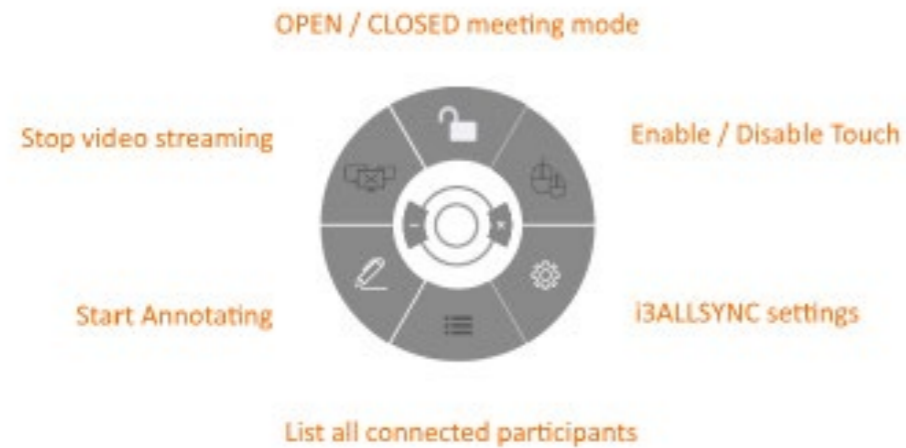 OPEN / CLOSED meeting mode
Stop video streaming
Enable / Disable Touch
Start Annotating
i3ALLSYNC settings
List all connected participants